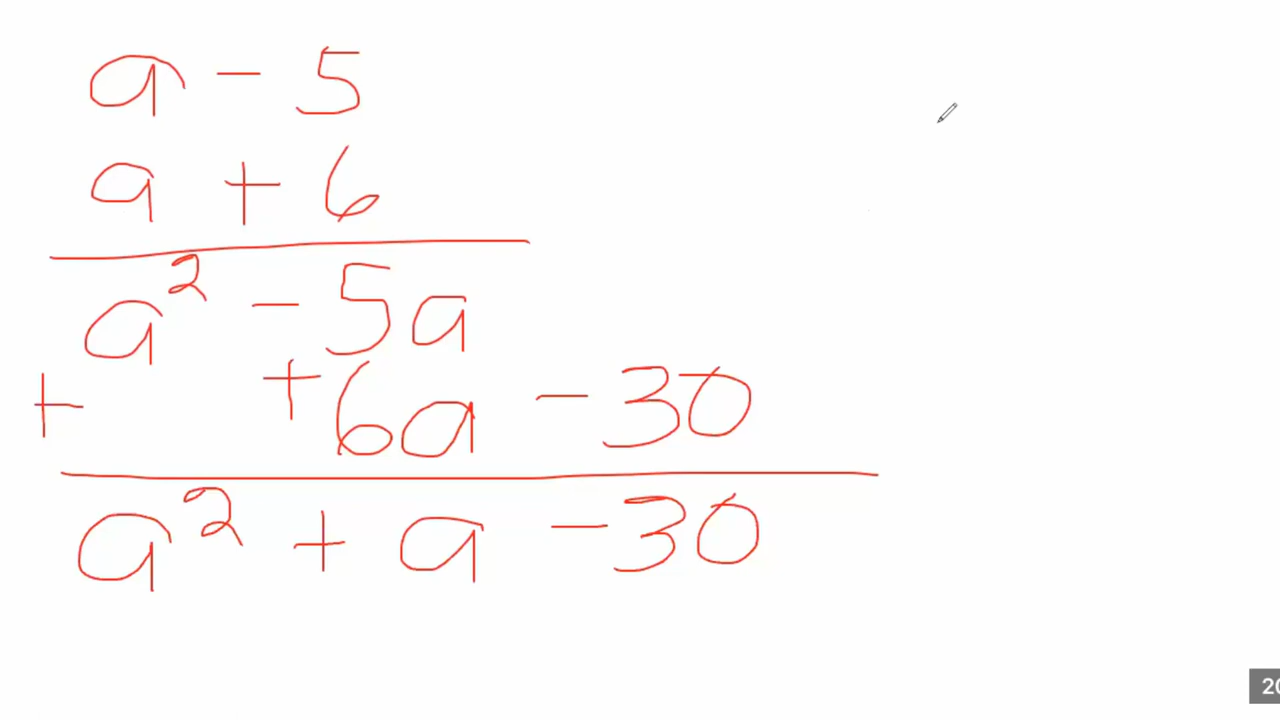 a - 5
a + 6
a² - 5a
+ +6a - 30
a² + a - 30